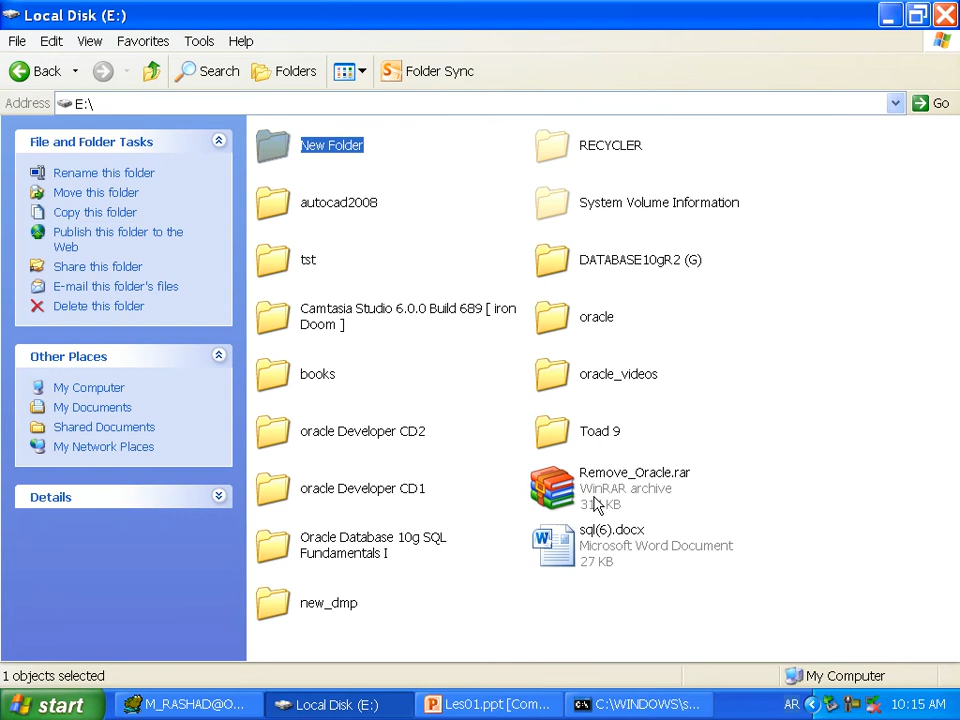 Local Disk (E:)
File Edit View Favorites Tools Help
Back Search Folders Folder Sync
Address E:\ Go
File and Folder Tasks
Rename this folder
Move this folder
Copy this folder
Publish this folder to the
Web
Share this folder
E-mail this folder's files
Delete this folder
Other Places
My Computer
My Documents
Shared Documents
My Network Places
Details
New Folder
autocad2008
tst
Camtasia Studio 6.0.0 Build 689 [ iron
Doom ]
books
oracle Developer CD2
oracle Developer CD1
Oracle Database 10g SQL
Fundamentals I
new_dmp
RECYCLER
System Volume Information
DATABASE10gR2 (G)
oracle
oracle_videos
Toad 9
Remove_Oracle.rar
WinRAR archive
KB
sql(6).docx
Microsoft Word Document
27 KB
1 objects selected
My Computer
start M_RASHAD@O... Local Disk (E:) Les01.ppt [Com... C:\WINDOWS\s... AR 10:15 AM